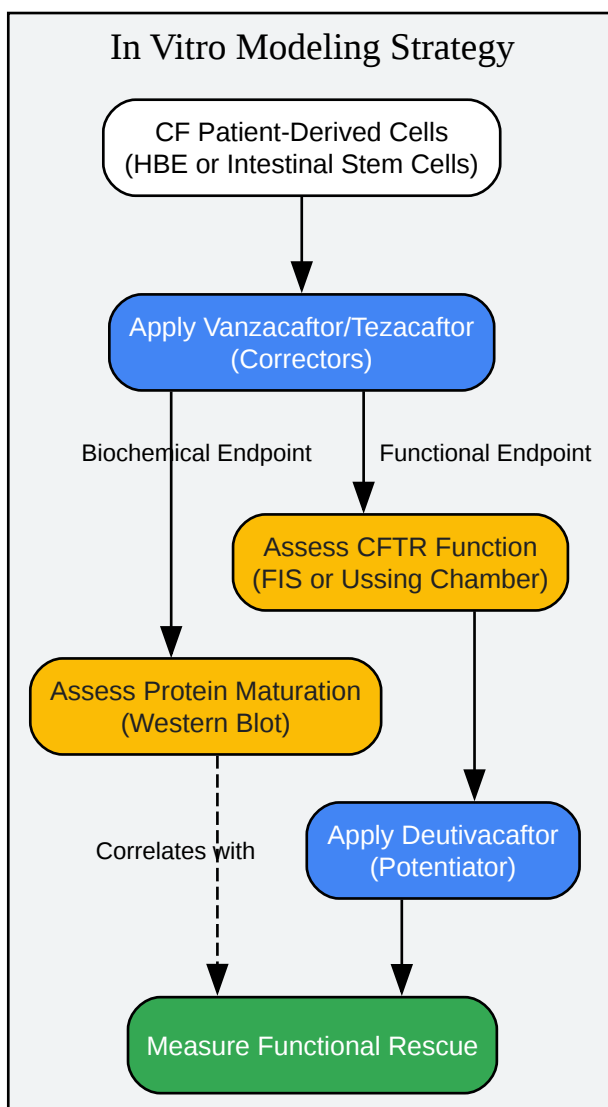 In Vitro Modeling Strategy
CF Patient-Derived Cells
(HBE or Intestinal Stem Cells)
Apply Vanzacaftor/Tezacaftor
(Correctors)
Biochemical Endpoint
Functional Endpoint
Assess CFTR Function
(FIS or Ussing Chamber)
Assess Protein Maturation
(Western Blot)
Apply Deutivacaftor
(Potentiator)
Correlates with
Measure Functional Rescue